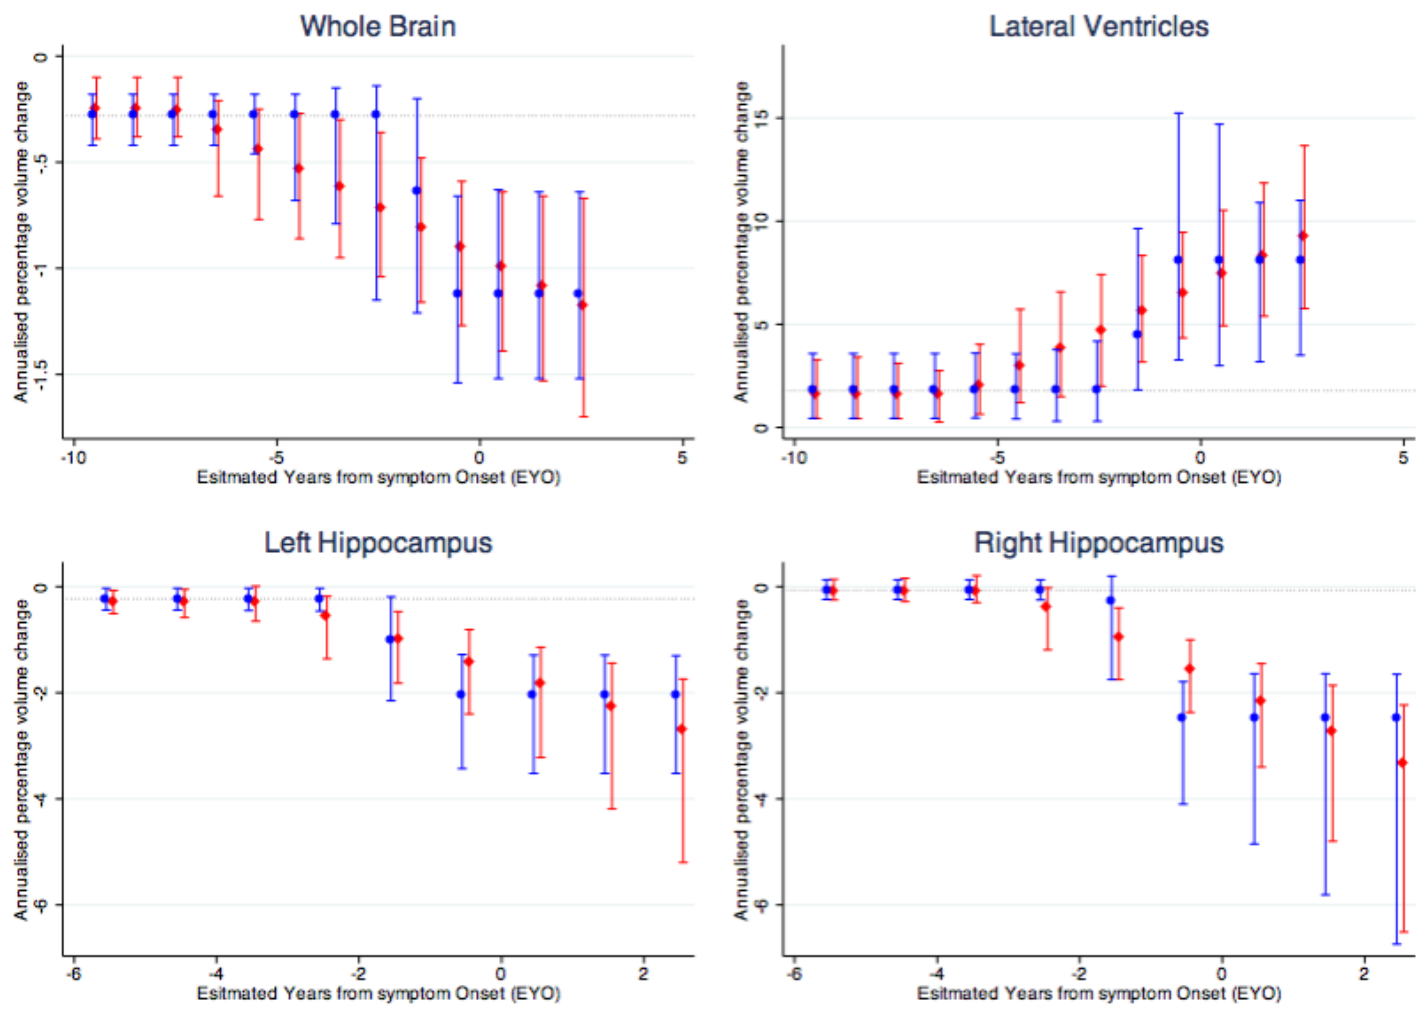 Whole Brain
Annualised percentage volume change
0
-.5
-1
-1.5
-10
-5
0
5
Esitmated Years from symptom Onset (EYO)
Lateral Ventricles
Annualised percentage volume change
15
10
5
0
-10
-5
0
5
Esitmated Years from symptom Onset (EYO)
Left Hippocampus
Annualised percentage volume change
0
-2
-4
-6
-6
-4
-2
0
2
Esitmated Years from symptom Onset (EYO)
Right Hippocampus
Annualised percentage volume change
0
-2
-4
-6
-6
-4
-2
0
2
Esitmated Years from symptom Onset (EYO)